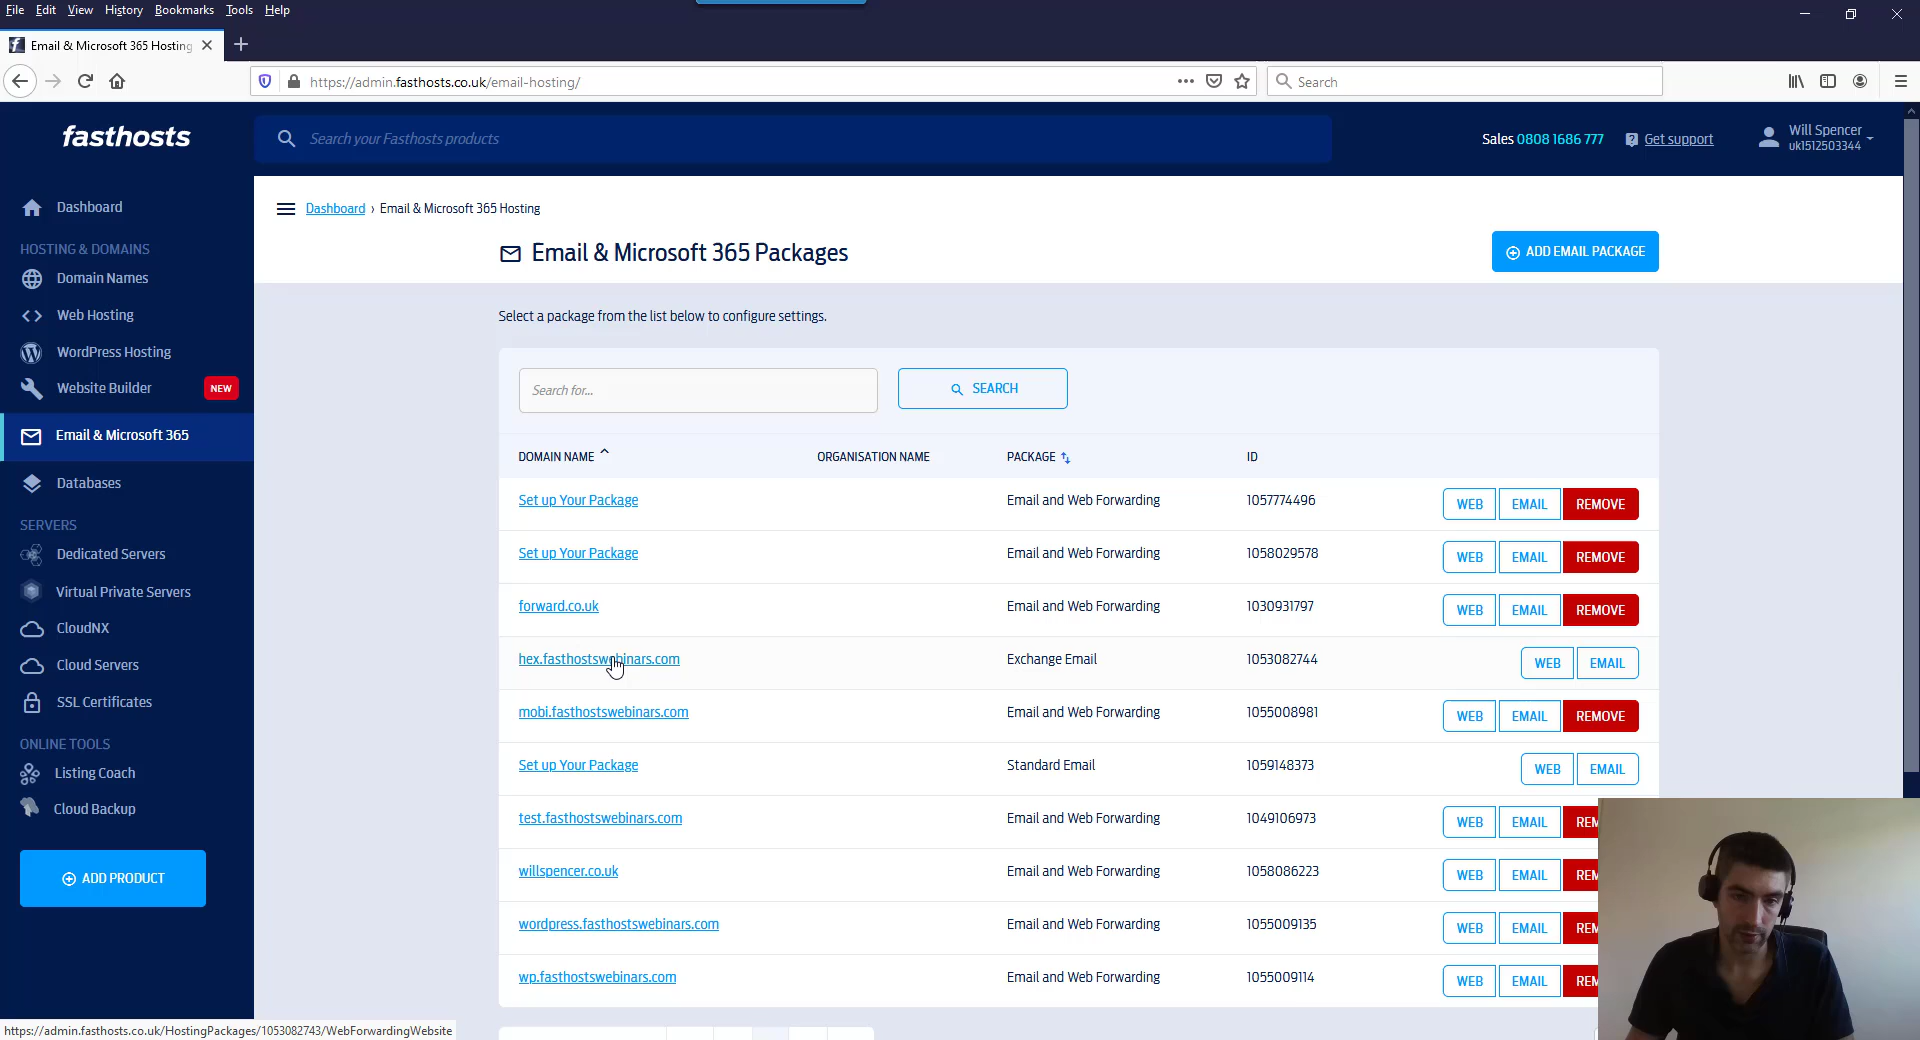 File Edit View History Bookmarks Tools Help
Email & Microsoft 365 Hosting
https://admin.fasthosts.co.uk/email-hosting/
Search
fasthosts
Search your Fasthosts products
Sales 0808 1686 777
Get support
Will Spencer
uk1512503344
Dashboard
HOSTING & DOMAINS
Domain Names
Web Hosting
WordPress Hosting
Website Builder NEW
Email & Microsoft 365
Databases
SERVERS
Dedicated Servers
Virtual Private Servers
CloudNX
Cloud Servers
SSL Certificates
ONLINE TOOLS
Listing Coach
Cloud Backup
ADD PRODUCT
Dashboard › Email & Microsoft 365 Hosting
Email & Microsoft 365 Packages
ADD EMAIL PACKAGE
Select a package from the list below to configure settings.
Search for...
SEARCH
DOMAIN NAME ORGANISATION NAME PACKAGE ID
Set up Your Package Email and Web Forwarding 1057774496 WEB EMAIL REMOVE
Set up Your Package Email and Web Forwarding 1058029578 WEB EMAIL REMOVE
forward.co.uk Email and Web Forwarding 1030931797 WEB EMAIL REMOVE
hex.fasthostswebinars.com Exchange Email 1053082744 WEB EMAIL
mobi.fasthostswebinars.com Email and Web Forwarding 1055008981 WEB EMAIL REMOVE
Set up Your Package Standard Email 1059148373 WEB EMAIL
test.fasthostswebinars.com Email and Web Forwarding 1049106973 WEB EMAIL REM
willspencer.co.uk Email and Web Forwarding 1058086223 WEB EMAIL REM
wordpress.fasthostswebinars.com Email and Web Forwarding 1055009135 WEB EMAIL REM
wp.fasthostswebinars.com Email and Web Forwarding 1055009114 WEB EMAIL REM
https://admin.fasthosts.co.uk/HostingPackages/1053082743/WebForwardingWebsite